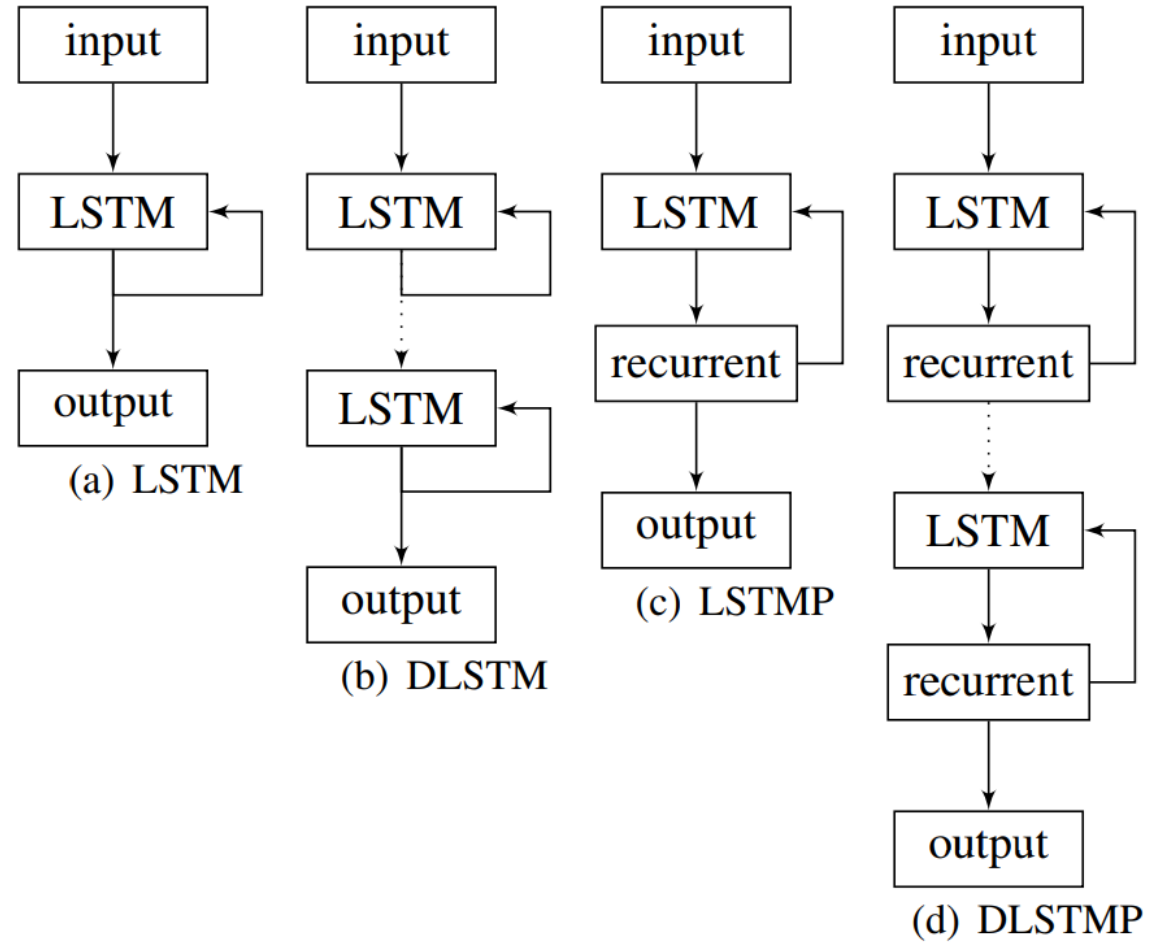 input
LSTM
output
(a) LSTM
input
LSTM
LSTM
output
(b) DLSTM
input
LSTM
recurrent
output
(c) LSTMP
input
LSTM
recurrent
LSTM
recurrent
output
(d) DLSTMP